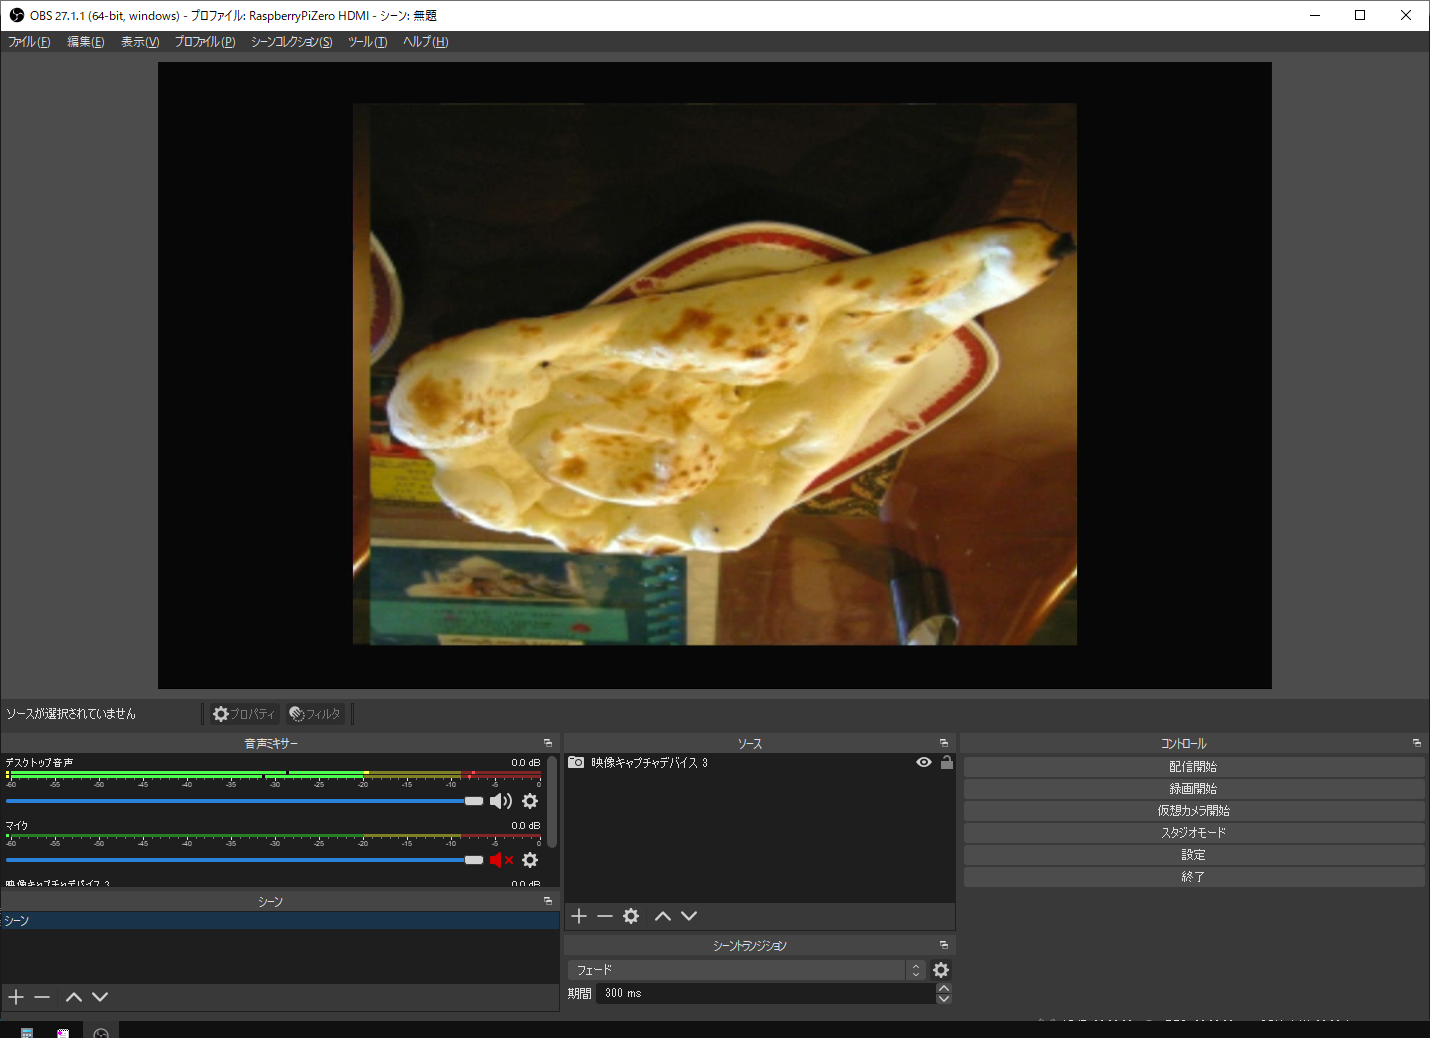 OBS 27.1.1 (64-bit, windows) - プロファイル: RaspberryPiZero HDMI - シーン: 無題
ファイル(F) 編集(E) 表示(V) プロファイル(P) シーンコレクション(S) ツール(T) ヘルプ(H)
ソースが選択されていません プロパティ フィルタ
音声ミキサー
デスクトップ音声 0.0 dB
-60 -55 -50 -45 -40 -35 -30 -25 -20 -15 -10 -5 0
マイク 0.0 dB
-60 -55 -50 -45 -40 -35 -30 -25 -20 -15 -10 -5 0
映像キャプチャデバイス 3 0.0 dB
シーン
シーン
ソース
映像キャプチャデバイス 3
シーントランジション
フェード
期間 300 ms
コントロール
配信開始
録画開始
仮想カメラ開始
スタジオモード
設定
終了